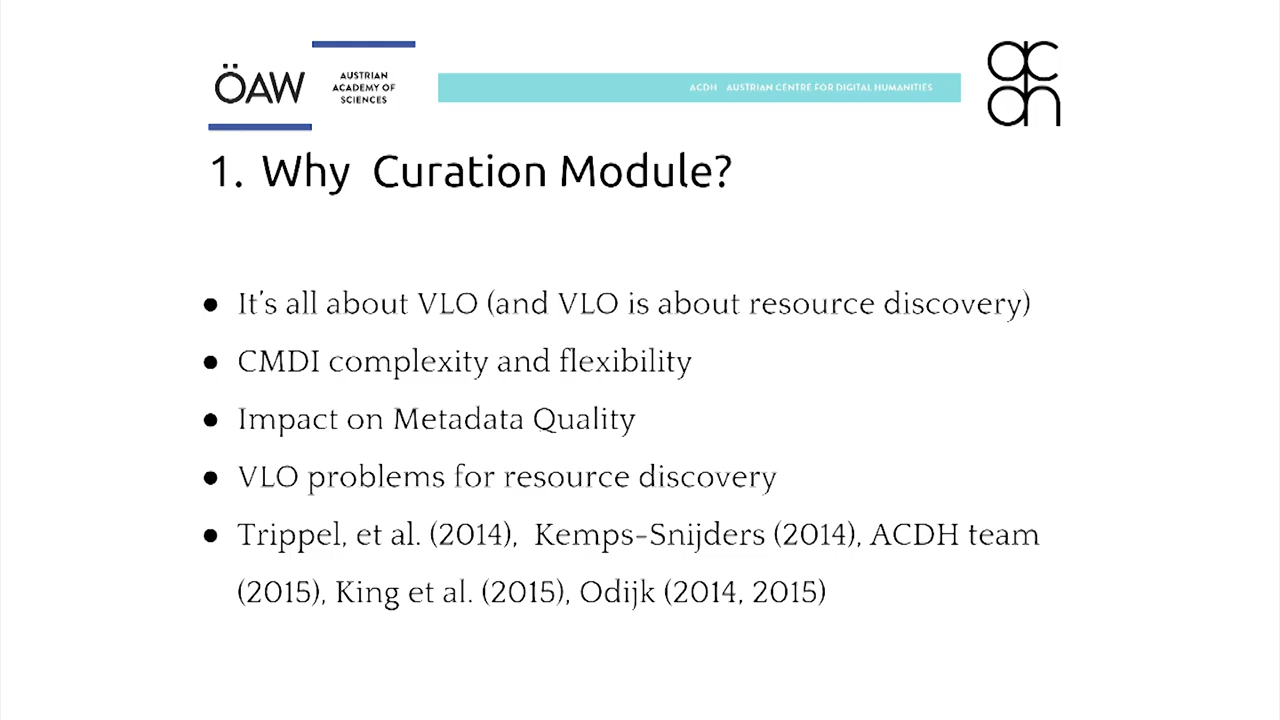 ÖAW
AUSTRIAN
ACADEMY OF
SCIENCES
ACDH AUSTRIAN CENTRE FOR DIGITAL HUMANITIES
ac
dh
1. Why Curation Module?
● It's all about VLO (and VLO is about resource discovery)
● CMDI complexity and flexibility
● Impact on Metadata Quality
● VLO problems for resource discovery
● Trippel, et al. (2014), Kemps-Snijders (2014), ACDH team
(2015), King et al. (2015), Odijk (2014, 2015)